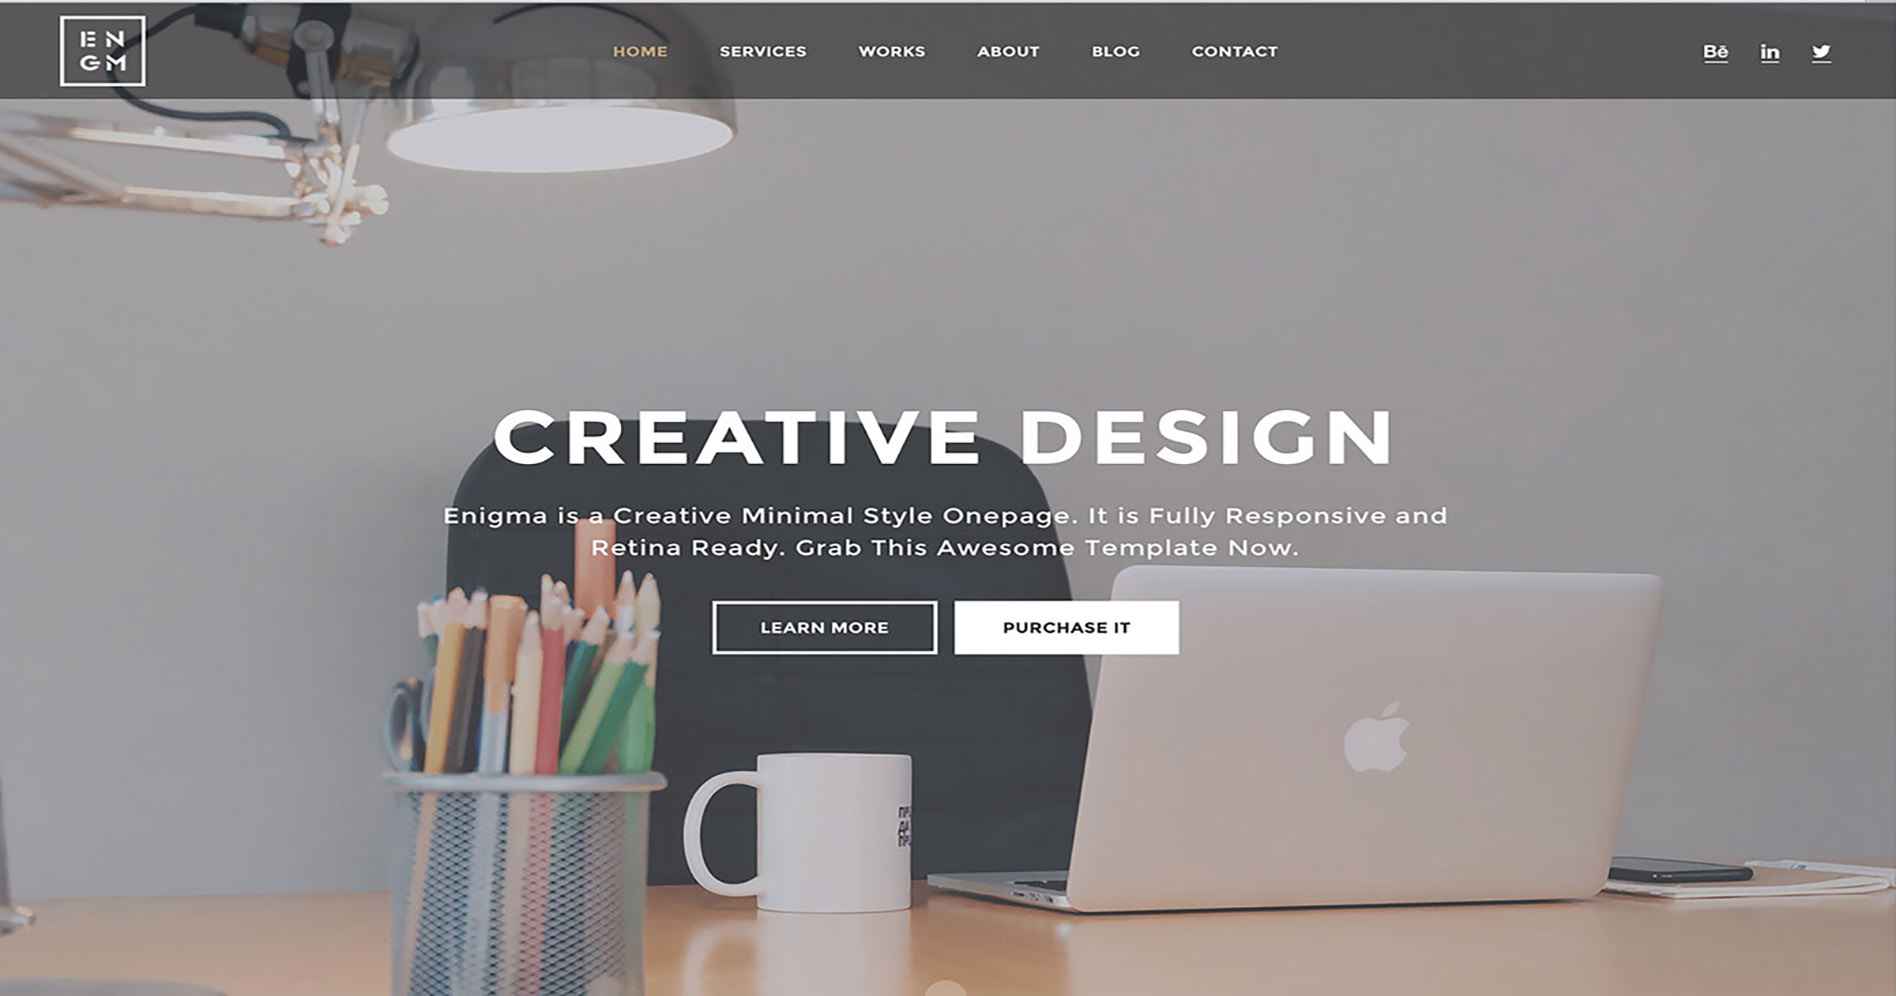 EN
GM
HOME SERVICES WORKS ABOUT BLOG CONTACT
Bē in
CREATIVE DESIGN
Enigma is a Creative Minimal Style Onepage. It is Fully Responsive and
Retina Ready. Grab This Awesome Template Now.
LEARN MORE PURCHASE IT
ДА